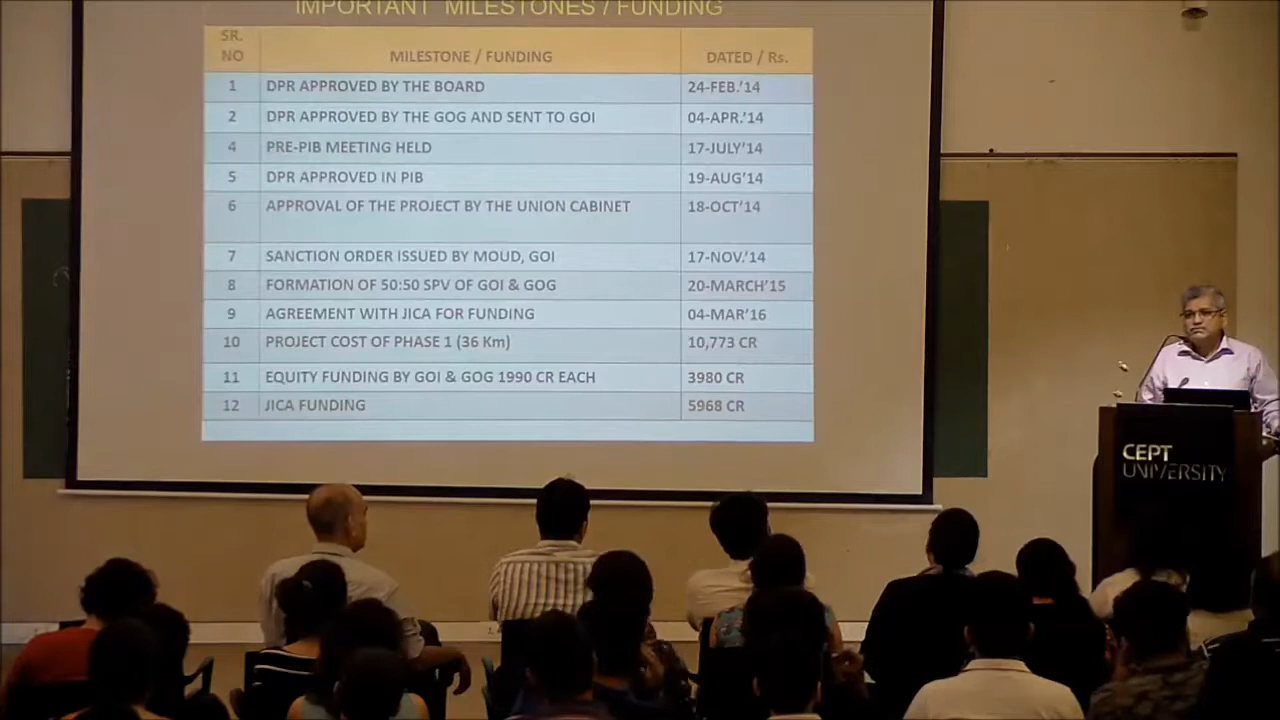 IMPORTANT MILESTONES / FUNDING
SR. NO MILESTONE / FUNDING DATED / Rs.
1 DPR APPROVED BY THE BOARD 24-FEB.'14
2 DPR APPROVED BY THE GOG AND SENT TO GOI 04-APR.'14
4 PRE-PIB MEETING HELD 17-JULY'14
5 DPR APPROVED IN PIB 19-AUG'14
6 APPROVAL OF THE PROJECT BY THE UNION CABINET 18-OCT'14
7 SANCTION ORDER ISSUED BY MOUD, GOI 17-NOV.'14
8 FORMATION OF 50:50 SPV OF GOI & GOG 20-MARCH'15
9 AGREEMENT WITH JICA FOR FUNDING 04-MAR'16
10 PROJECT COST OF PHASE 1 (36 Km) 10,773 CR
11 EQUITY FUNDING BY GOI & GOG 1990 CR EACH 3980 CR
12 JICA FUNDING 5968 CR
CEPT
UNIVERSITY